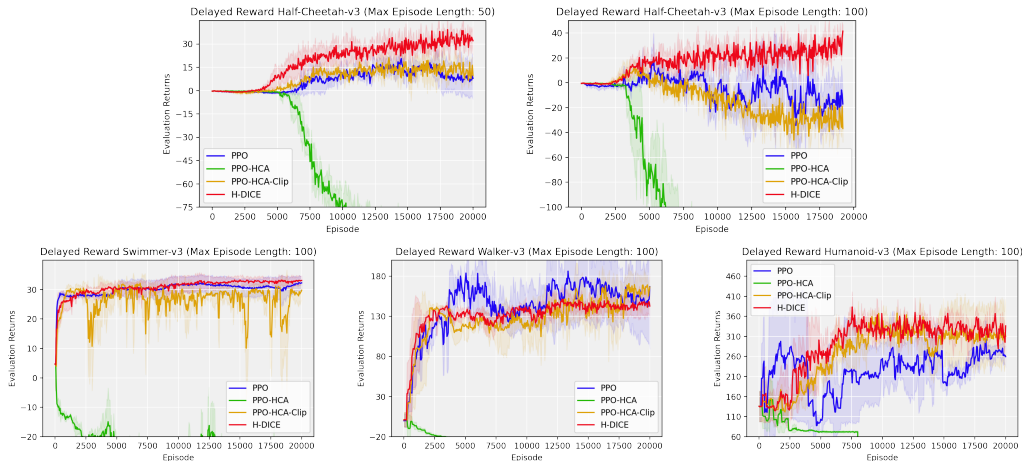 Delayed Reward Half-Cheetah-v3 (Max Episode Length: 50)
Evaluation Returns
30
15
0
−15
−30
−45
−60
−75
PPO
PPO-HCA
PPO-HCA-Clip
H-DICE
0 2500 5000 7500 10000 12500 15000 17500 20000
Episode
Delayed Reward Half-Cheetah-v3 (Max Episode Length: 100)
Evaluation Returns
40
20
0
−20
−40
−60
−80
−100
PPO
PPO-HCA
PPO-HCA-Clip
H-DICE
0 2500 5000 7500 10000 12500 15000 17500 20000
Episode
Delayed Reward Swimmer-v3 (Max Episode Length: 100)
Evaluation Returns
30
20
10
0
−10
−20
PPO
PPO-HCA
PPO-HCA-Clip
H-DICE
0 2500 5000 7500 10000 12500 15000 17500 20000
Episode
Delayed Reward Walker-v3 (Max Episode Length: 100)
Evaluation Returns
180
130
80
30
−20
PPO
PPO-HCA
PPO-HCA-Clip
H-DICE
0 2500 5000 7500 10000 12500 15000 17500 20000
Episode
Delayed Reward Humanoid-v3 (Max Episode Length: 100)
Evaluation Returns
460
410
360
310
260
210
160
110
60
PPO
PPO-HCA
PPO-HCA-Clip
H-DICE
0 2500 5000 7500 10000 12500 15000 17500 20000
Episode